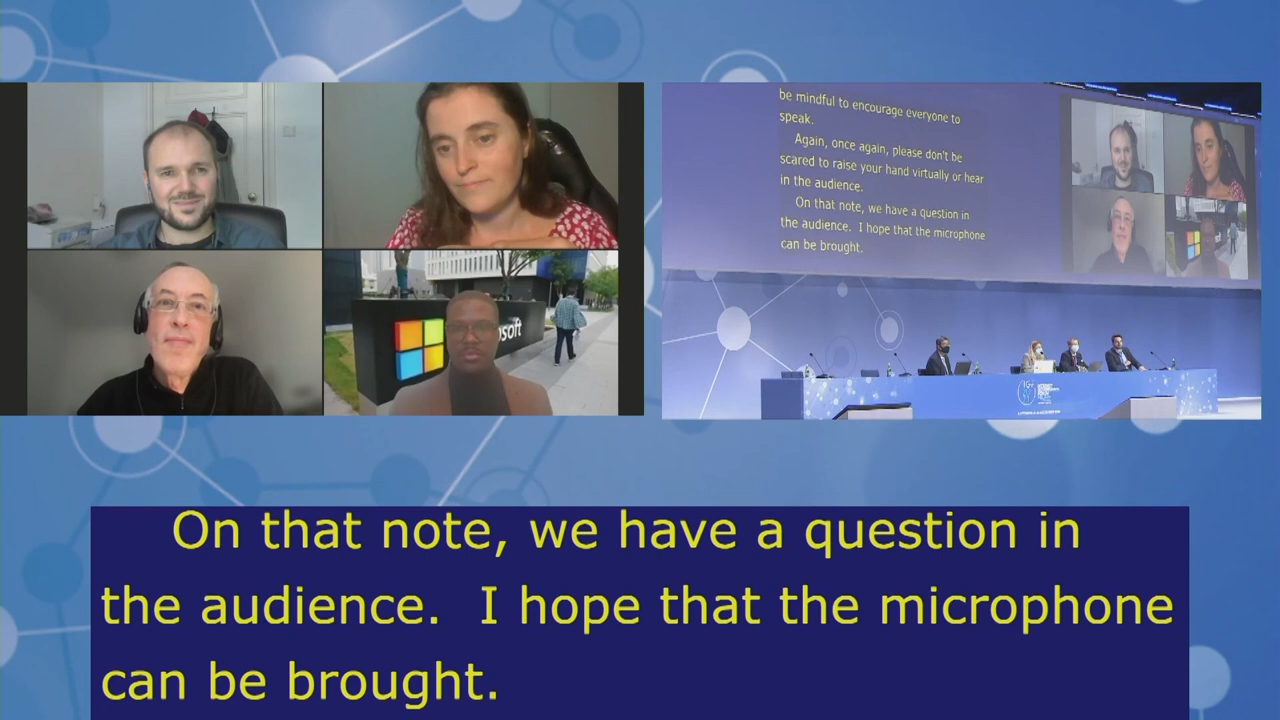 be mindful to encourage everyone to
speak.
Again, once again, please don't be
scared to raise your hand virtually or hear
in the audience.
On that note, we have a question in
the audience.  I hope that the microphone
can be brought.
On that note, we have a question in
the audience.  I hope that the microphone
can be brought.